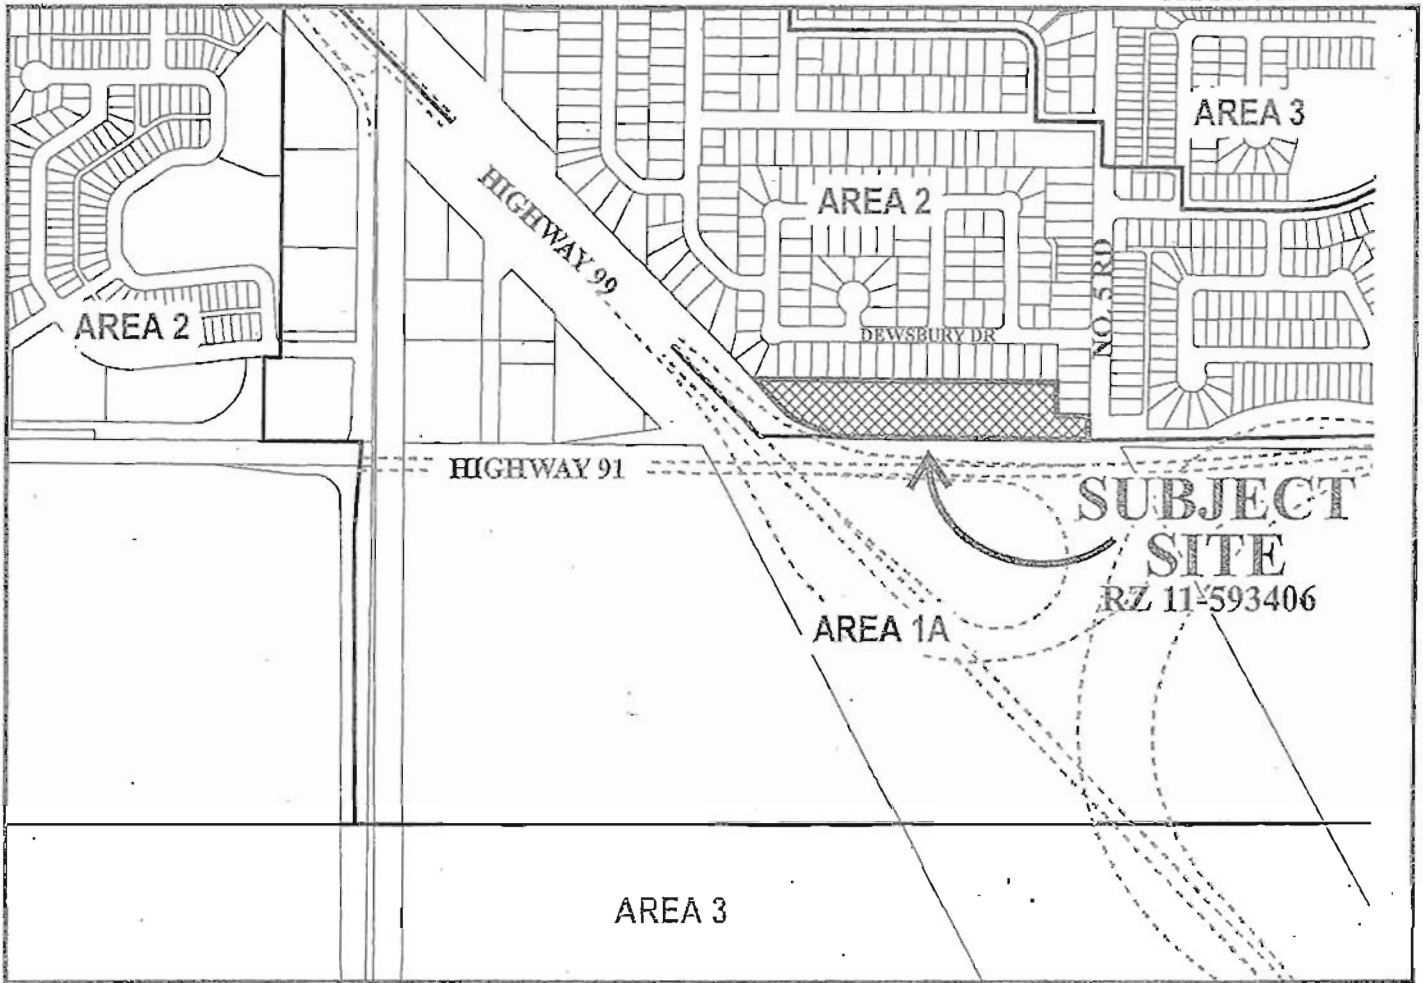 AREA 3
AREA 2
HIGHWAY 99
NO. 5 RD
AREA 2
DEWSBURY DR
HIGHWAY 91
SUBJECT
SITE
RZ 11-593406
AREA 1A
AREA 3